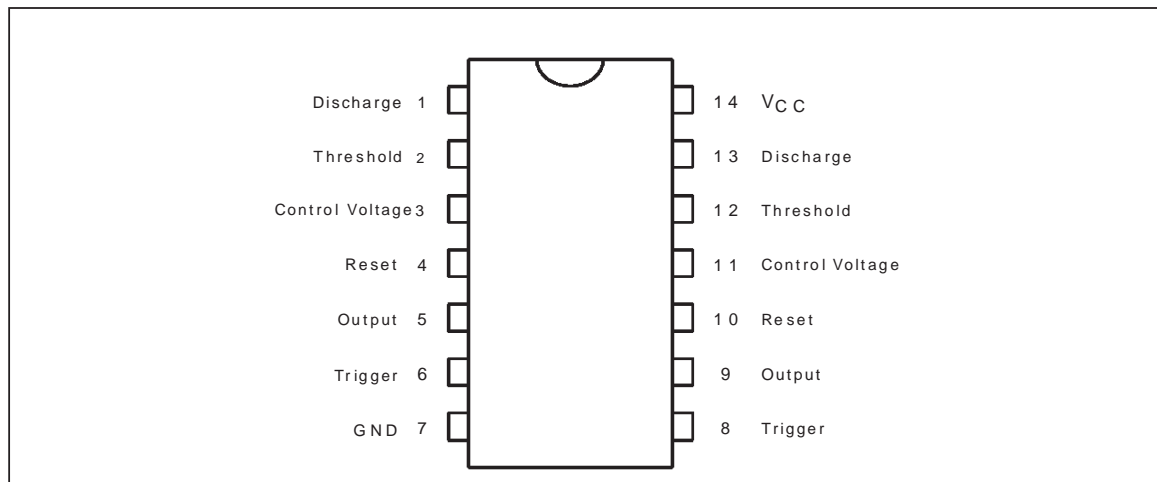 Discharge 1 14 VCC
Threshold 2 13 Discharge
Control Voltage 3 12 Threshold
Reset 4 11 Control Voltage
Output 5 10 Reset
Trigger 6 9 Output
GND 7 8 Trigger